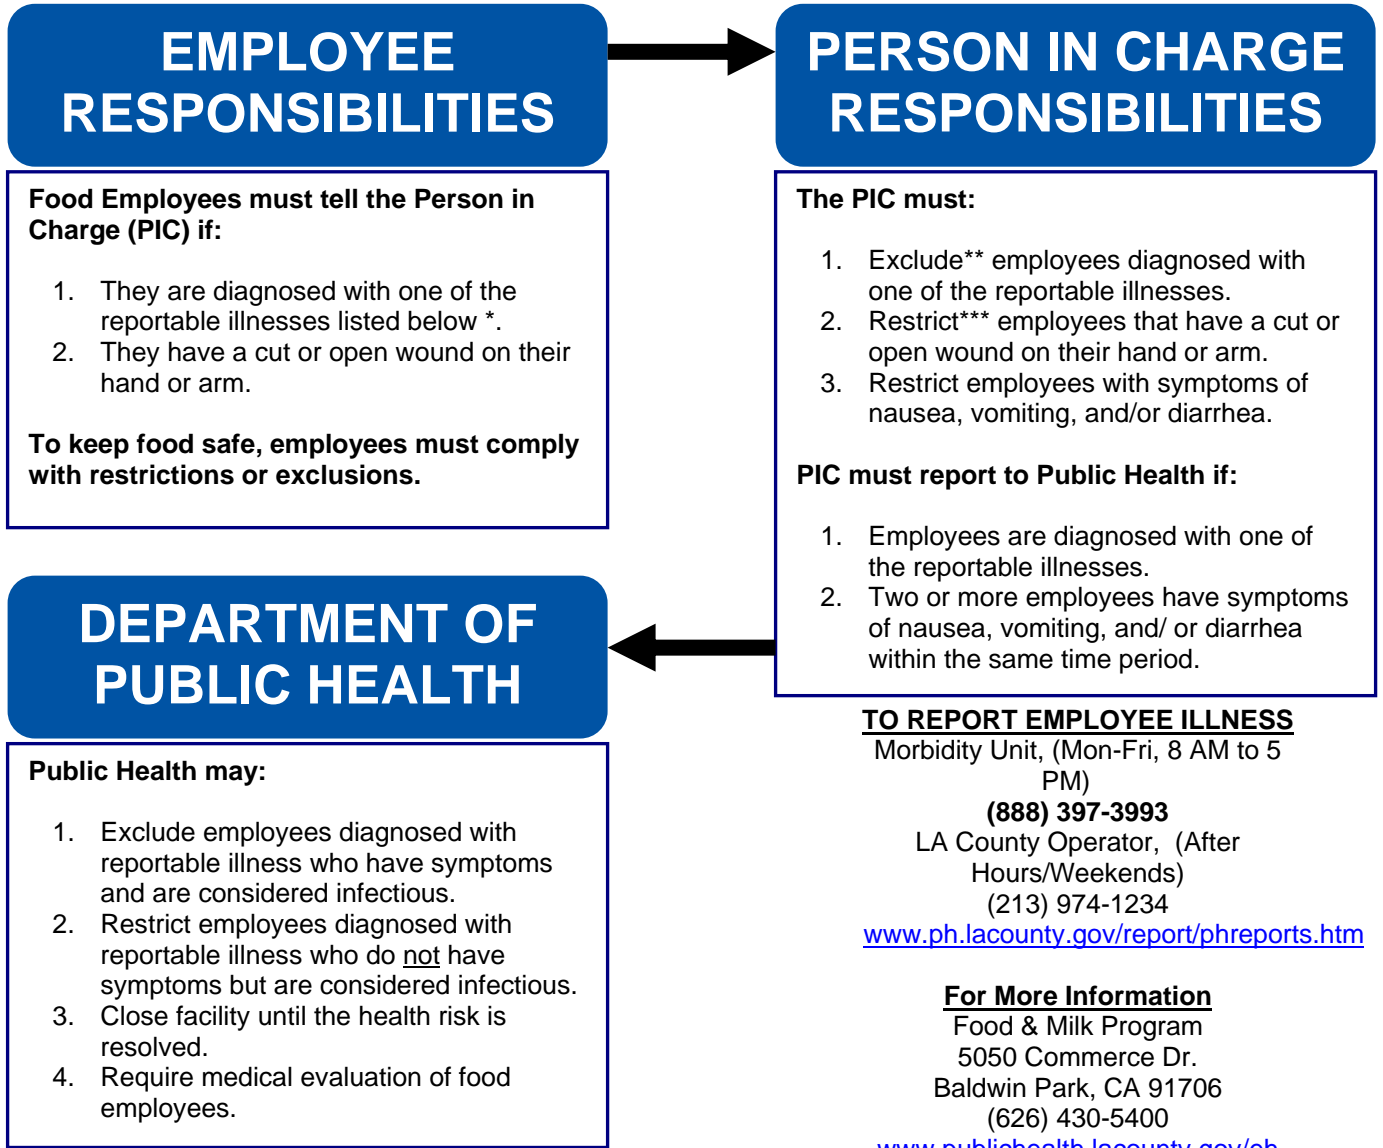 EMPLOYEE
RESPONSIBILITIES
Food Employees must tell the Person in
Charge (PIC) if:
1. They are diagnosed with one of the
reportable illnesses listed below *.
2. They have a cut or open wound on their
hand or arm.
To keep food safe, employees must comply
with restrictions or exclusions.
PERSON IN CHARGE
RESPONSIBILITIES
The PIC must:
1. Exclude** employees diagnosed with
one of the reportable illnesses.
2. Restrict*** employees that have a cut or
open wound on their hand or arm.
3. Restrict employees with symptoms of
nausea, vomiting, and/or diarrhea.
PIC must report to Public Health if:
1. Employees are diagnosed with one of
the reportable illnesses.
2. Two or more employees have symptoms
of nausea, vomiting, and/ or diarrhea
within the same time period.
DEPARTMENT OF
PUBLIC HEALTH
Public Health may:
1. Exclude employees diagnosed with
reportable illness who have symptoms
and are considered infectious.
2. Restrict employees diagnosed with
reportable illness who do not have
symptoms but are considered infectious.
3. Close facility until the health risk is
resolved.
4. Require medical evaluation of food
employees.
TO REPORT EMPLOYEE ILLNESS
Morbidity Unit, (Mon-Fri, 8 AM to 5
PM)
(888) 397-3993
LA County Operator, (After
Hours/Weekends)
(213) 974-1234
www.ph.lacounty.gov/report/phreports.htm
For More Information
Food & Milk Program
5050 Commerce Dr.
Baldwin Park, CA 91706
(626) 430-5400
www.publichealth.lacounty.gov/eh